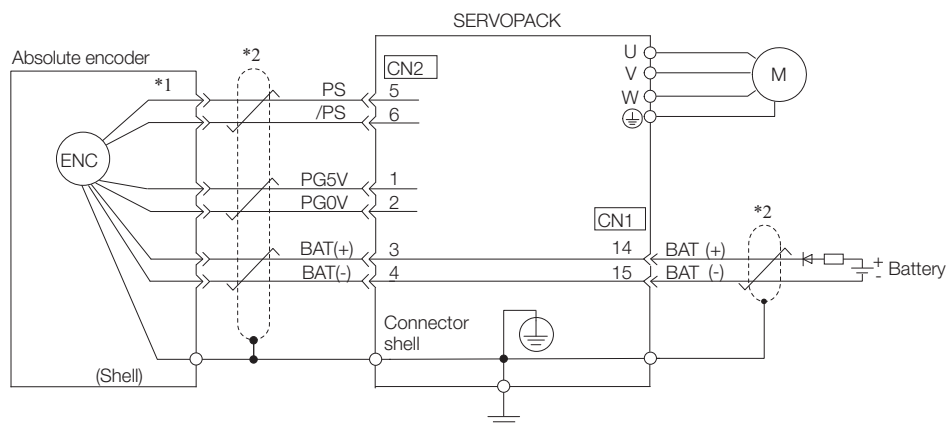 SERVOPACK
Absolute encoder
*1
*2
CN2
U
V
W
M
PS 5
/PS 6
ENC
PG5V 1
PG0V 2
CN1
*2
BAT(+) 3
14 BAT (+)
BAT(-) 4
15 BAT (-)
+
-
Battery
Connector
shell
(Shell)